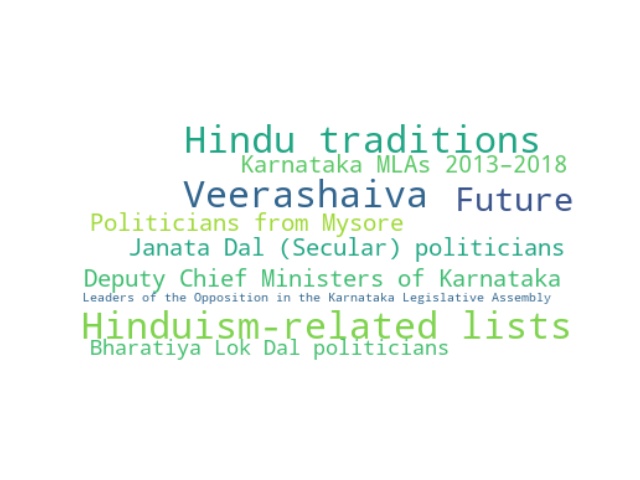 Hindu traditions
Karnataka MLAs 2013–2018
Veerashaiva Future
Politicians from Mysore
Janata Dal (Secular) politicians
Deputy Chief Ministers of Karnataka
Leaders of the Opposition in the Karnataka Legislative Assembly
Hinduism-related lists
Bharatiya Lok Dal politicians